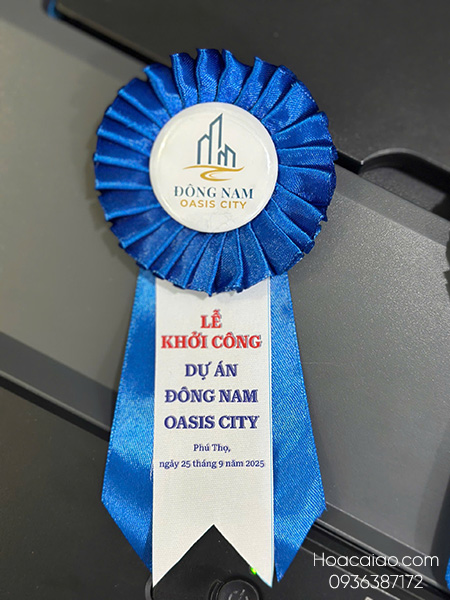 ĐÔNG NAM
OASIS CITY
LỄ
KHỞI CÔNG
DỰ ÁN
ĐÔNG NAM
OASIS CITY
Phú Thọ,
ngày 25 tháng 9 năm 2025
Hoacaiao.com
0936387172